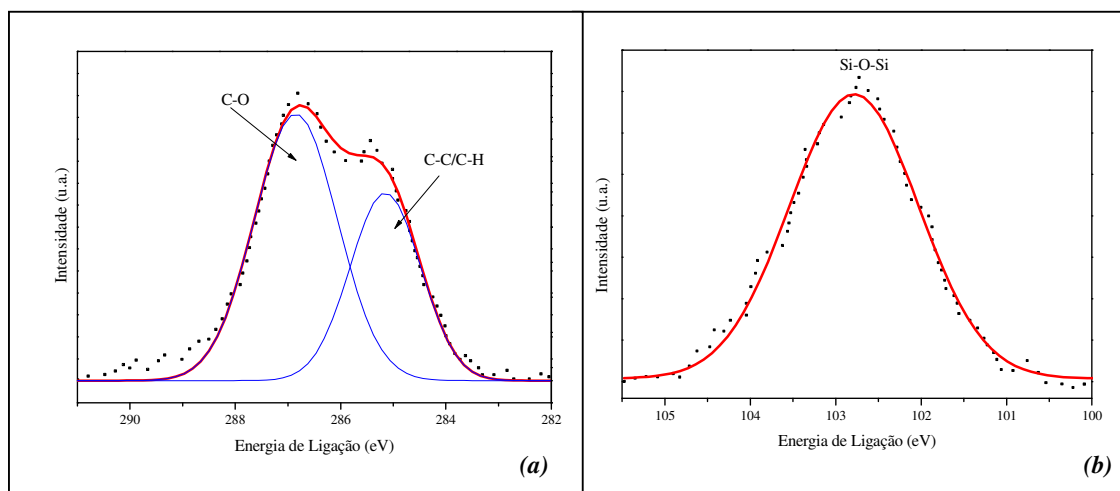 C-O
C-C/C-H
Intensidade (u.a.)
290 288 286 284 282
Energia de Ligação (eV)
(a)
Si-O-Si
Intensidade (u.a.)
105 104 103 102 101 100
Energia de Ligação (eV)
(b)